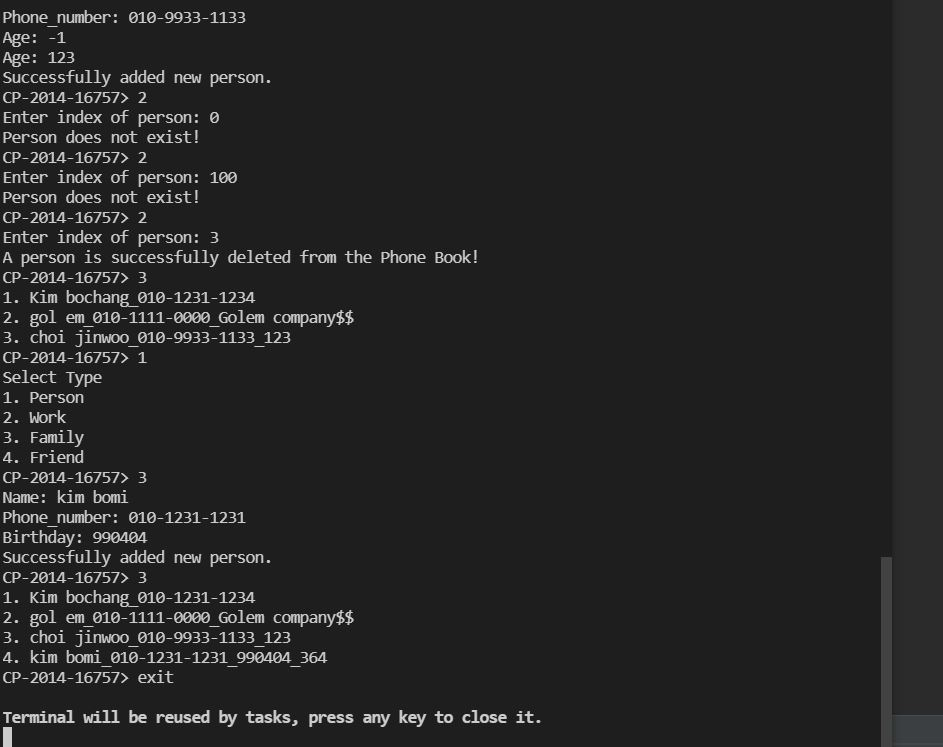 Phone_number: 010-9933-1133
Age: -1
Age: 123
Successfully added new person.
CP-2014-16757> 2
Enter index of person: 0
Person does not exist!
CP-2014-16757> 2
Enter index of person: 100
Person does not exist!
CP-2014-16757> 2
Enter index of person: 3
A person is successfully deleted from the Phone Book!
CP-2014-16757> 3
1. Kim bochang_010-1231-1234
2. gol em_010-1111-0000_Golem company$$
3. choi jinwoo_010-9933-1133_123
CP-2014-16757> 1
Select Type
1. Person
2. Work
3. Family
4. Friend
CP-2014-16757> 3
Name: kim bomi
Phone_number: 010-1231-1231
Birthday: 990404
Successfully added new person.
CP-2014-16757> 3
1. Kim bochang_010-1231-1234
2. gol em_010-1111-0000_Golem company$$
3. choi jinwoo_010-9933-1133_123
4. kim bomi_010-1231-1231_990404_364
CP-2014-16757> exit
Terminal will be reused by tasks, press any key to close it.